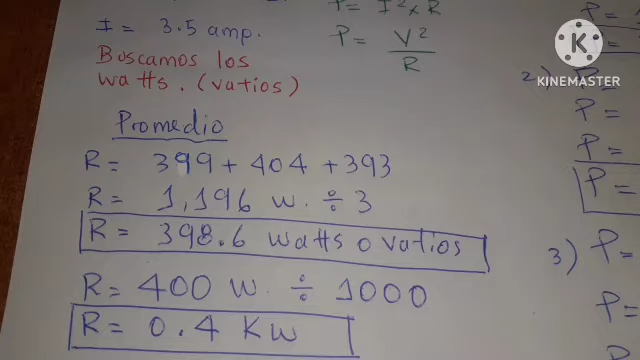 P= I² x R
I = 3.5 amp.
P= V²
R
Buscamos los
watts. (vatios)
Promedio
R= 399 + 404 + 393
R= 1,196 w. ÷ 3
R= 398.6 watts o vatios
R= 400 w. ÷ 1000
R= 0.4 Kw
P=
2) P=
P=
P=
P=
3) P=
P=
KINEMASTER